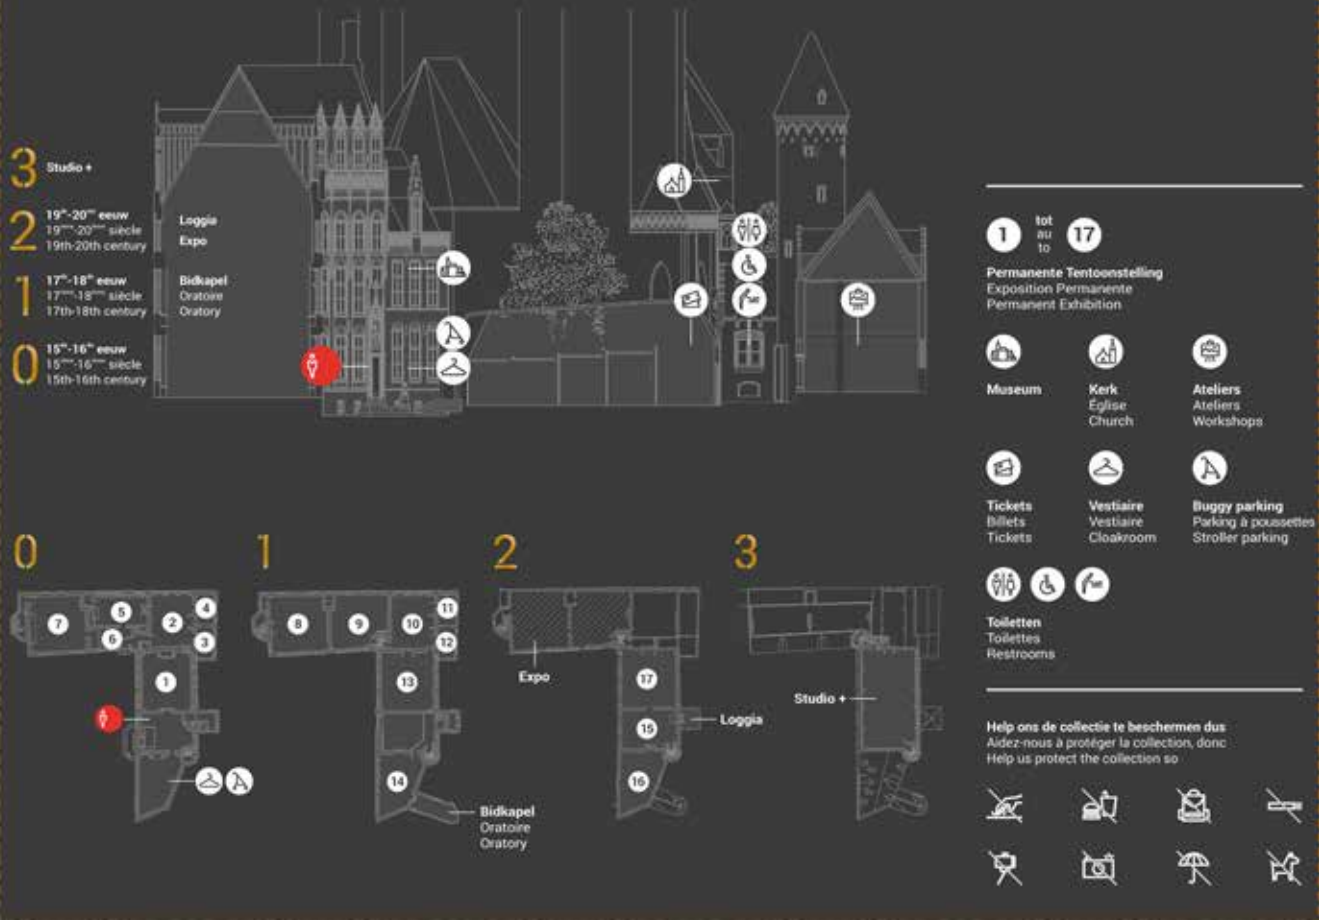 3 Studio +
2 19de-20ste eeuw
19ème-20ème siècle
19th-20th century
Loggia
Expo
1 17de-18de eeuw
17ème-18ème siècle
17th-18th century
Bidkapel
Oratoire
Oratory
0 15de-16de eeuw
15ème-16ème siècle
15th-16th century
1 tot 17
au
to
Permanente Tentoonstelling
Exposition Permanente
Permanent Exhibition
Museum
Kerk
Église
Church
Ateliers
Ateliers
Workshops
Tickets
Billets
Tickets
Vestiaire
Vestiaire
Cloakroom
Buggy parking
Parking à poussettes
Stroller parking
Toiletten
Toilettes
Restrooms
Help ons de collectie te beschermen dus
Aidez-nous à protéger la collection, donc
Help us protect the collection so
0
7
5
6
2
4
3
1
1
8
9
10
11
12
13
14
Bidkapel
Oratoire
Oratory
2
Expo
17
15
Loggia
16
3
Studio +